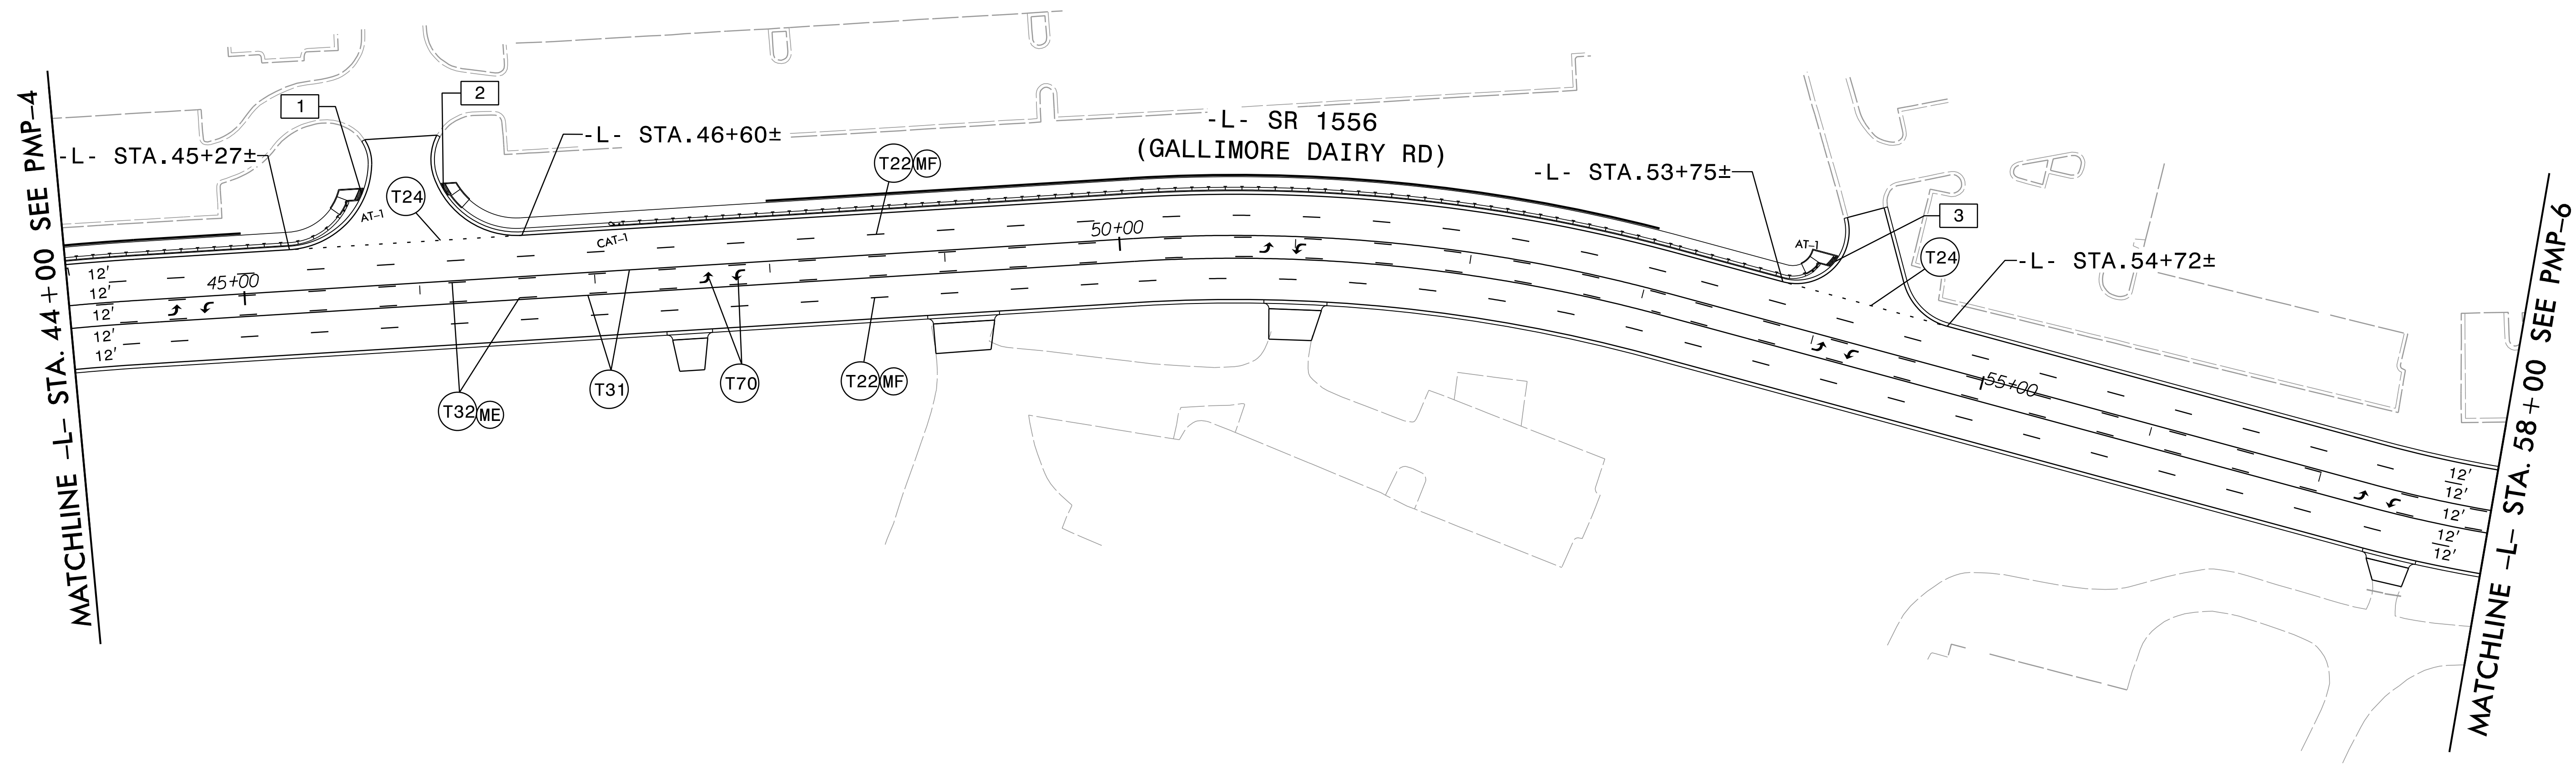 MATCHLINE -L- STA. 44+00 SEE PMP-4
1
2
-L- STA.45+27±
-L- STA.46+60±
T24
AT-1
CAT-1
T22 MF
-L- SR 1556
(GALLIMORE DAIRY RD)
-L- STA.53+75±
3
AT-1
T24
-L- STA.54+72±
12'
12'
12'
12'
12'
45+00
50+00
55+00
T32 ME
T31
T70
T22 MF
12'
12'
12'
12'
12'
MATCHLINE -L- STA. 58+00 SEE PMP-6